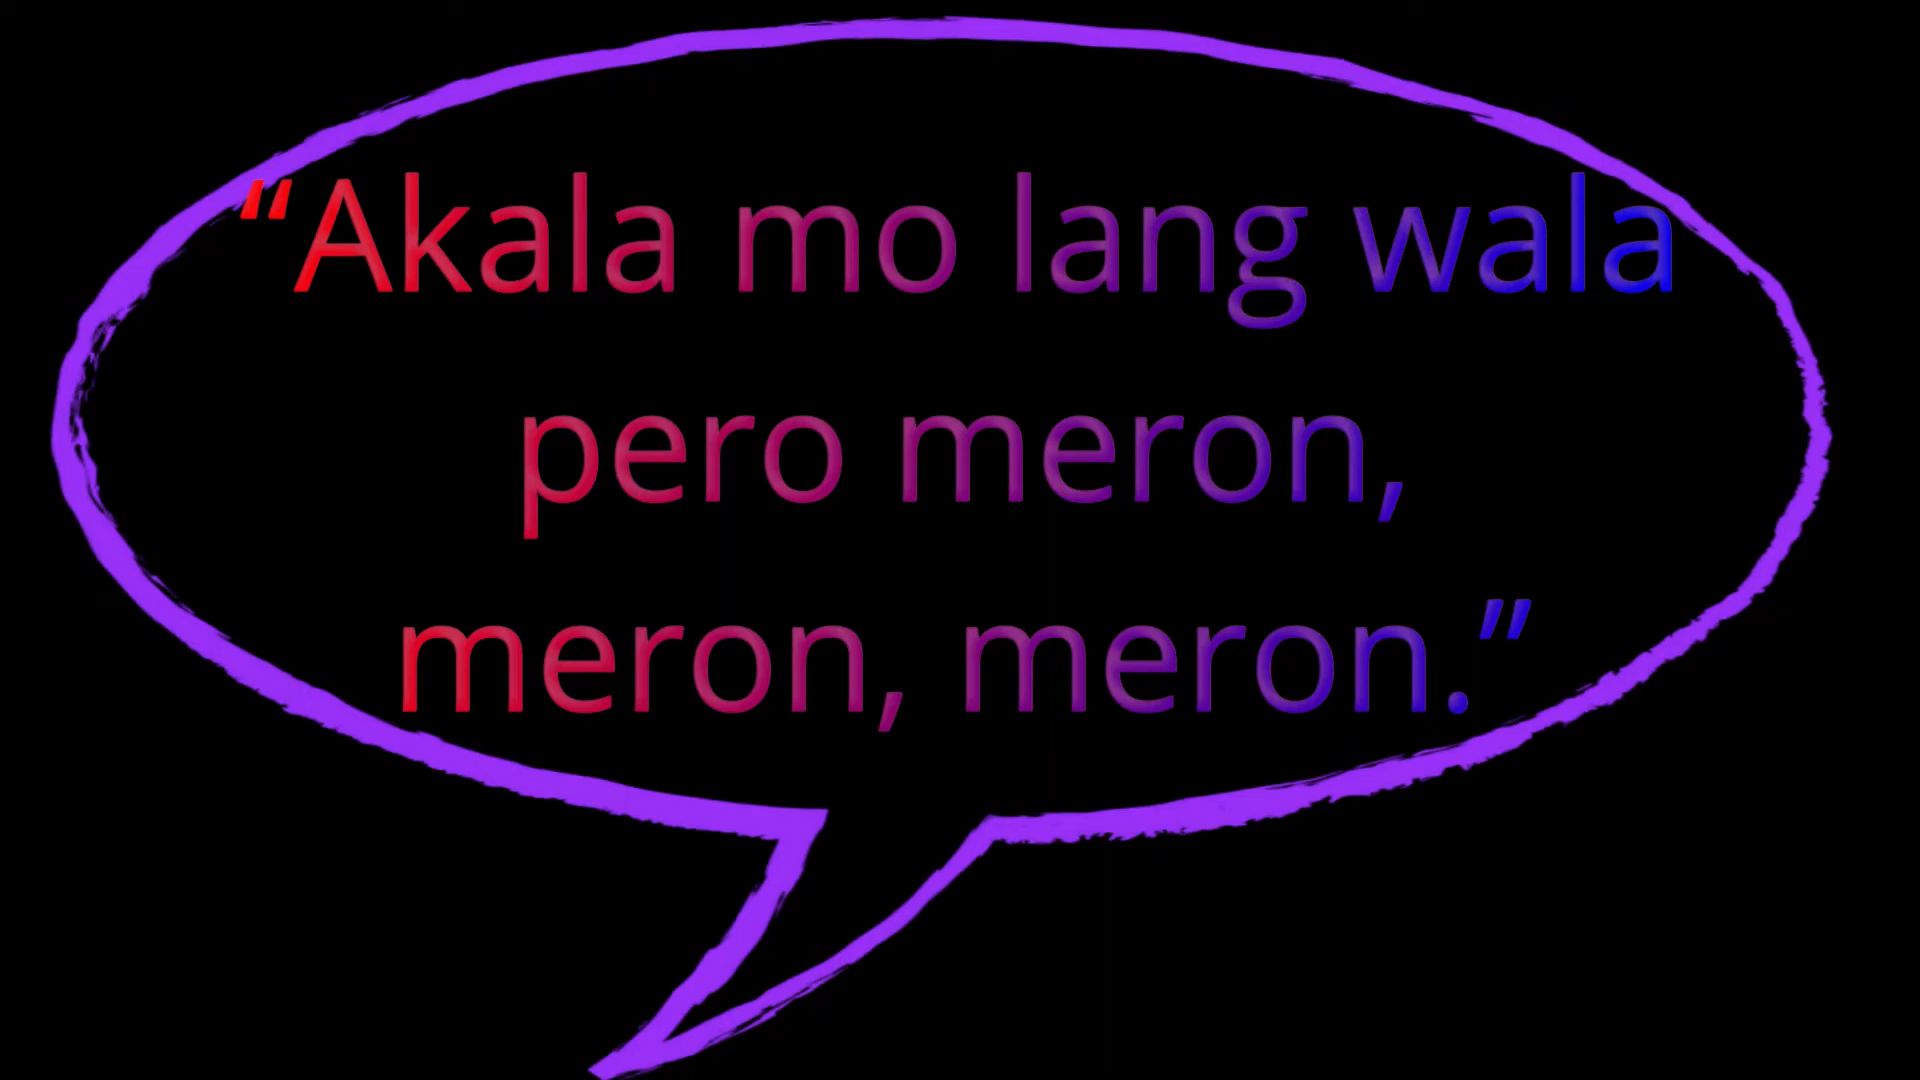 “Akala mo lang wala
pero meron,
meron, meron.”